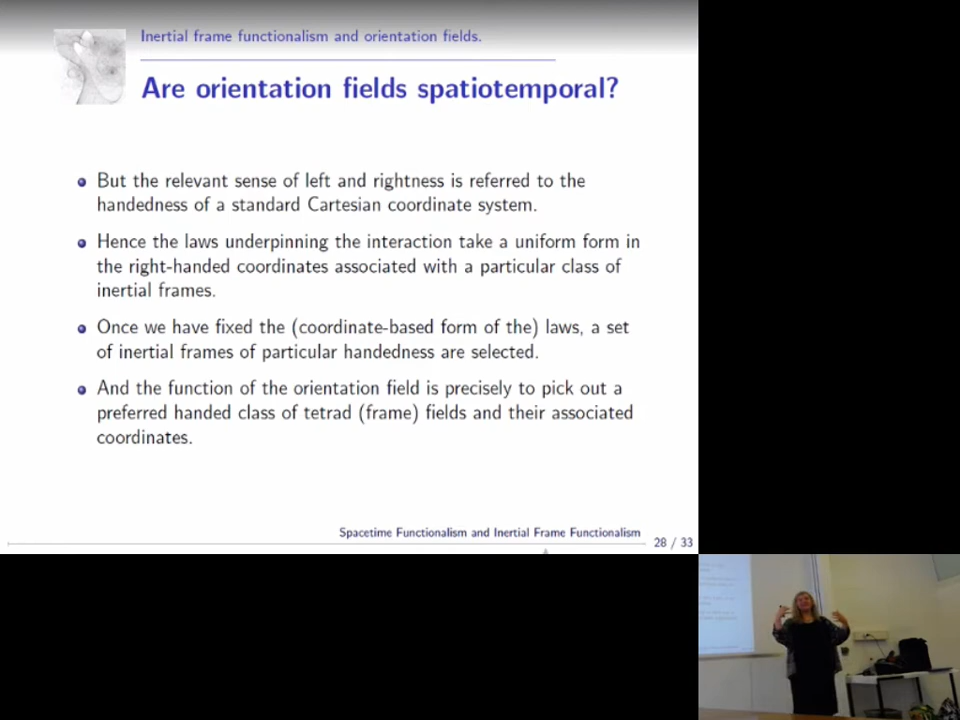 Inertial frame functionalism and orientation fields.
Are orientation fields spatiotemporal?
But the relevant sense of left and rightness is referred to the
handedness of a standard Cartesian coordinate system.
Hence the laws underpinning the interaction take a uniform form in
the right-handed coordinates associated with a particular class of
inertial frames.
Once we have fixed the (coordinate-based form of the) laws, a set
of inertial frames of particular handedness are selected.
And the function of the orientation field is precisely to pick out a
preferred handed class of tetrad (frame) fields and their associated
coordinates.
Spacetime Functionalism and Inertial Frame Functionalism
28 / 33